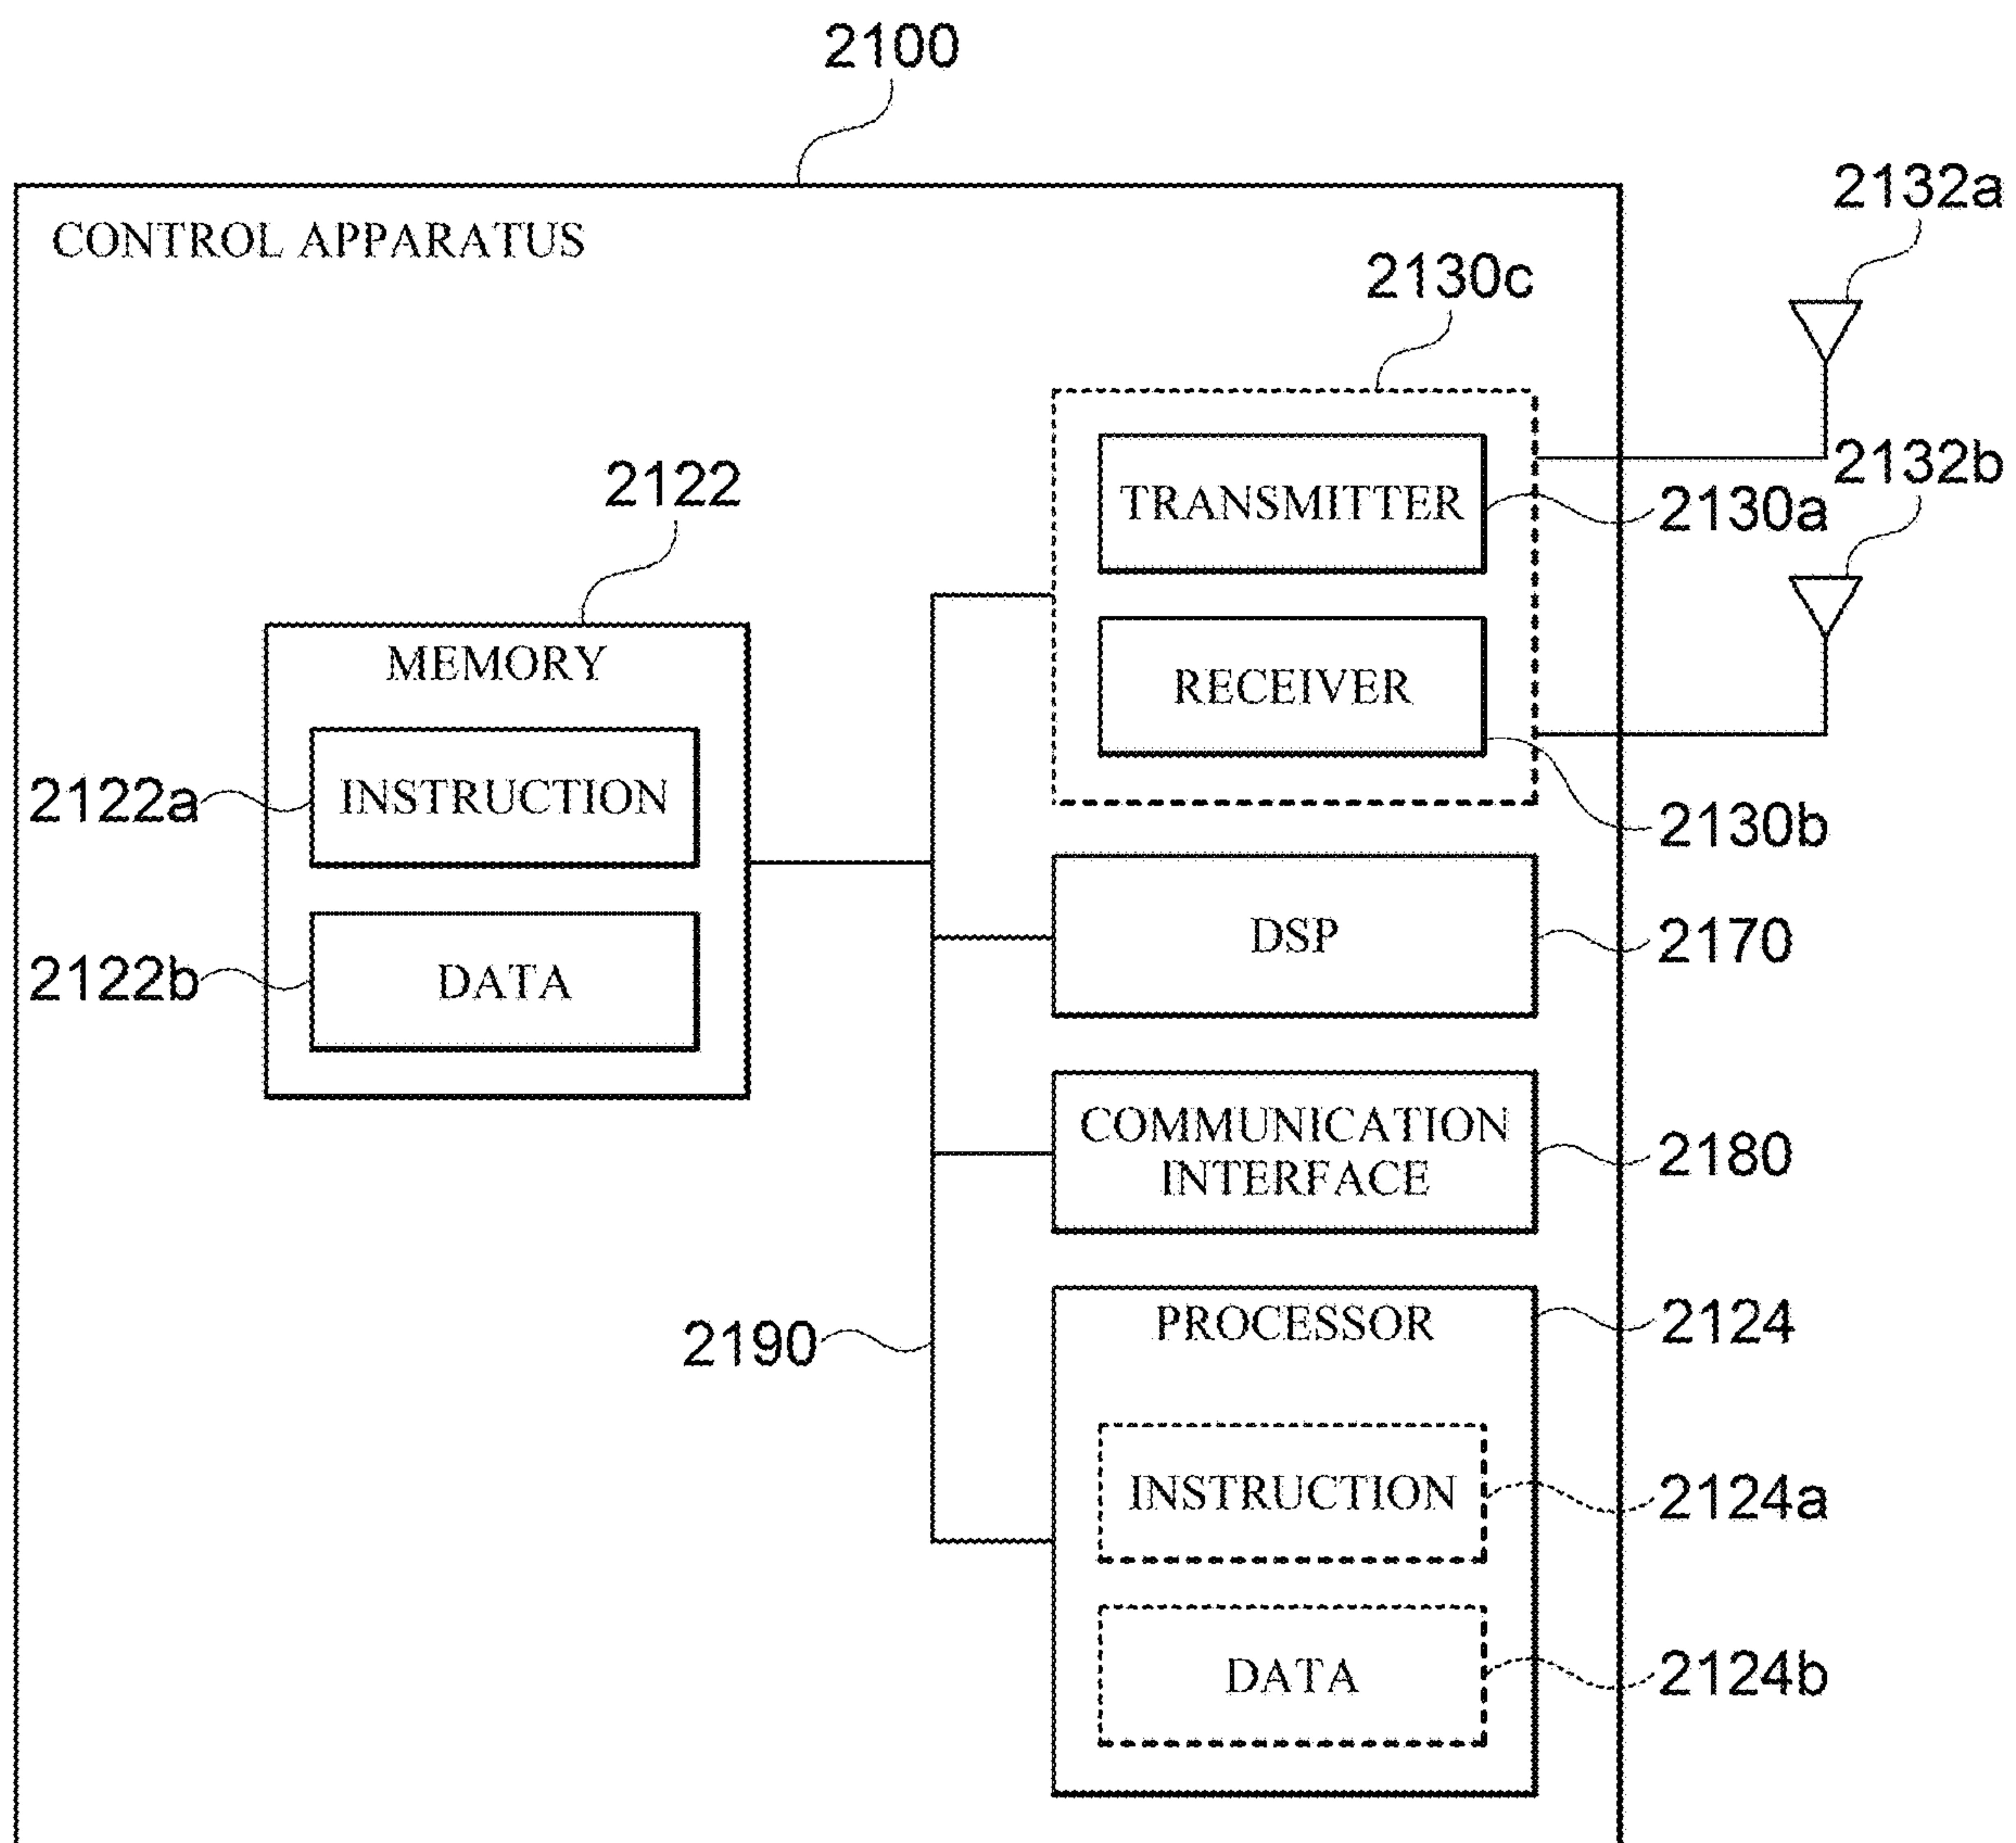 2100
2132a
CONTROL APPARATUS
2130c
2132b
2122
TRANSMITTER
2130a
MEMORY
RECEIVER
2122a
INSTRUCTION
2130b
DSP
2170
2122b
DATA
COMMUNICATION
INTERFACE
2180
2190
PROCESSOR
2124
INSTRUCTION
2124a
DATA
2124b